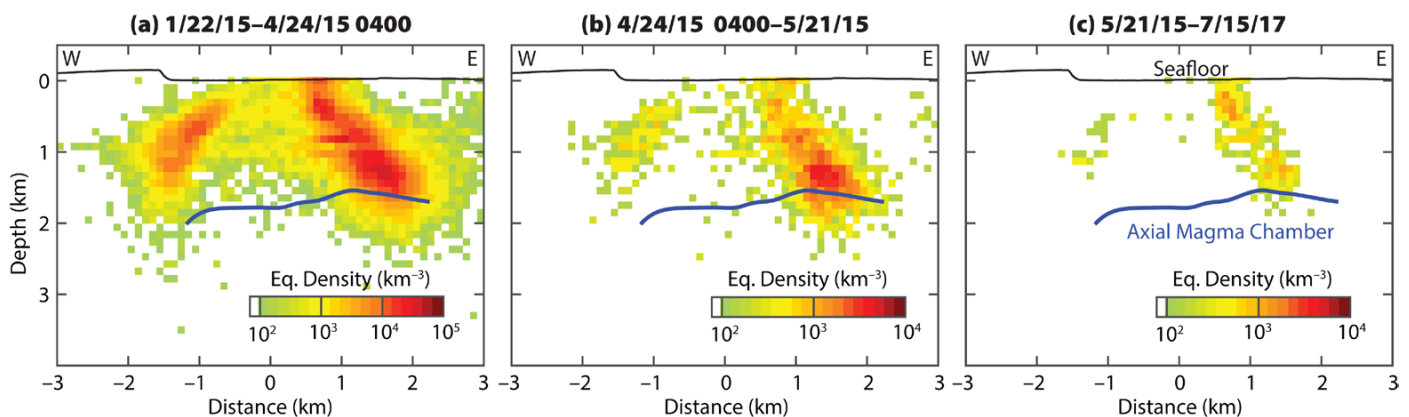 (a) 1/22/15–4/24/15 0400
(b) 4/24/15 0400–5/21/15
(c) 5/21/15–7/15/17
W
E
W
E
W
E
Seafloor
0
1
2
3
Depth (km)
Axial Magma Chamber
Eq. Density (km⁻³)
10² 10³ 10⁴ 10⁵
Eq. Density (km⁻³)
10² 10³ 10⁴
Eq. Density (km⁻³)
10² 10³ 10⁴
–3 –2 –1 0 1 2 3
–2 –1 0 1 2 3
–2 –1 0 1 2 3
Distance (km)
Distance (km)
Distance (km)